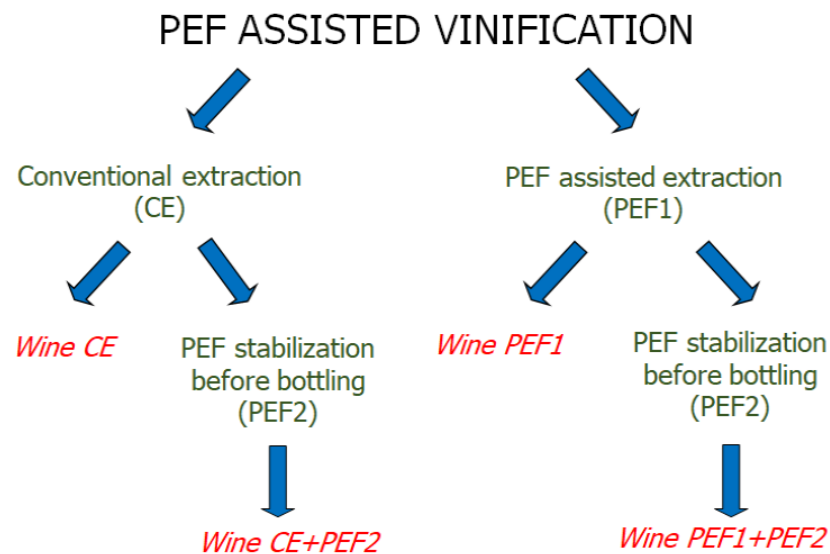 PEF ASSISTED VINIFICATION
Conventional extraction
(CE)
PEF assisted extraction
(PEF1)
Wine CE
PEF stabilization
before bottling
(PEF2)
Wine PEF1
PEF stabilization
before bottling
(PEF2)
Wine CE+PEF2
Wine PEF1+PEF2